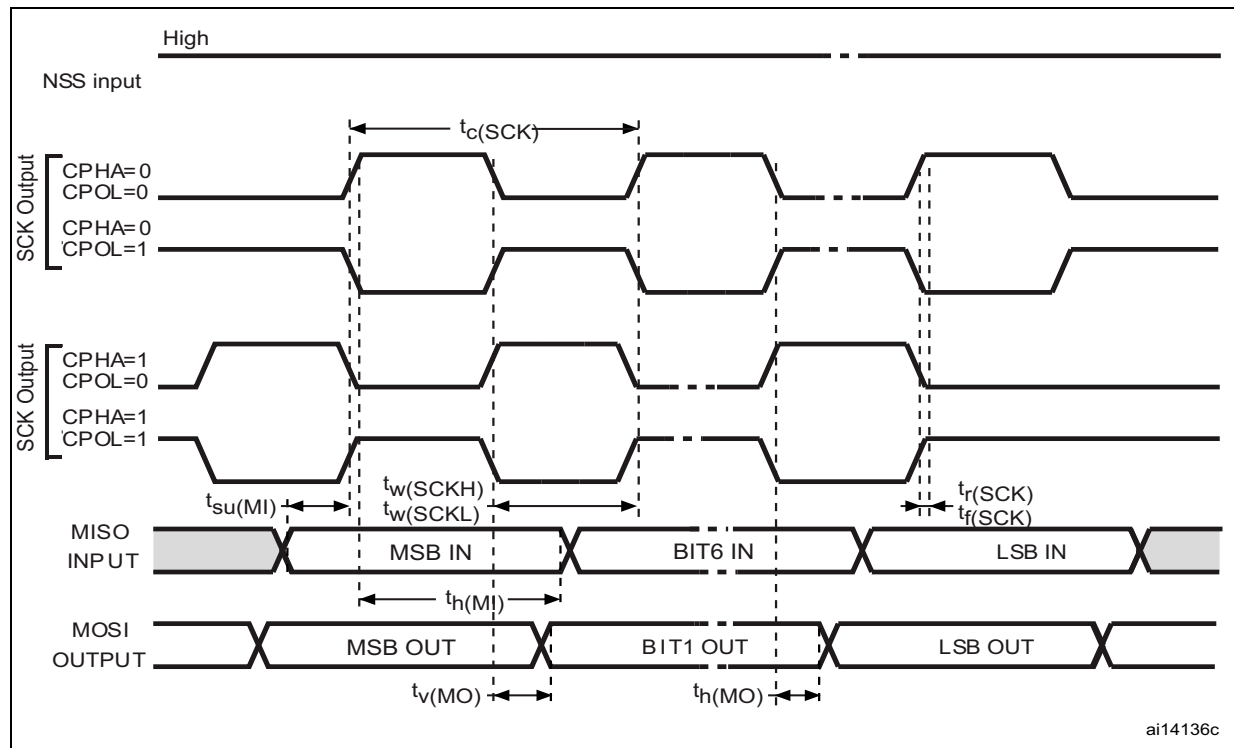 High
NSS input
tc(SCK)
SCK Output
CPHA=0
CPOL=0
CPHA=0
CPOL=1
SCK Output
CPHA=1
CPOL=0
CPHA=1
CPOL=1
tsu(MI)
tw(SCKH)
tw(SCKL)
tr(SCK)
tf(SCK)
MISO
INPUT
MSB IN
BIT6 IN
LSB IN
th(MI)
MOSI
OUTPUT
MSB OUT
BIT1 OUT
LSB OUT
tv(MO)
th(MO)
ai14136c